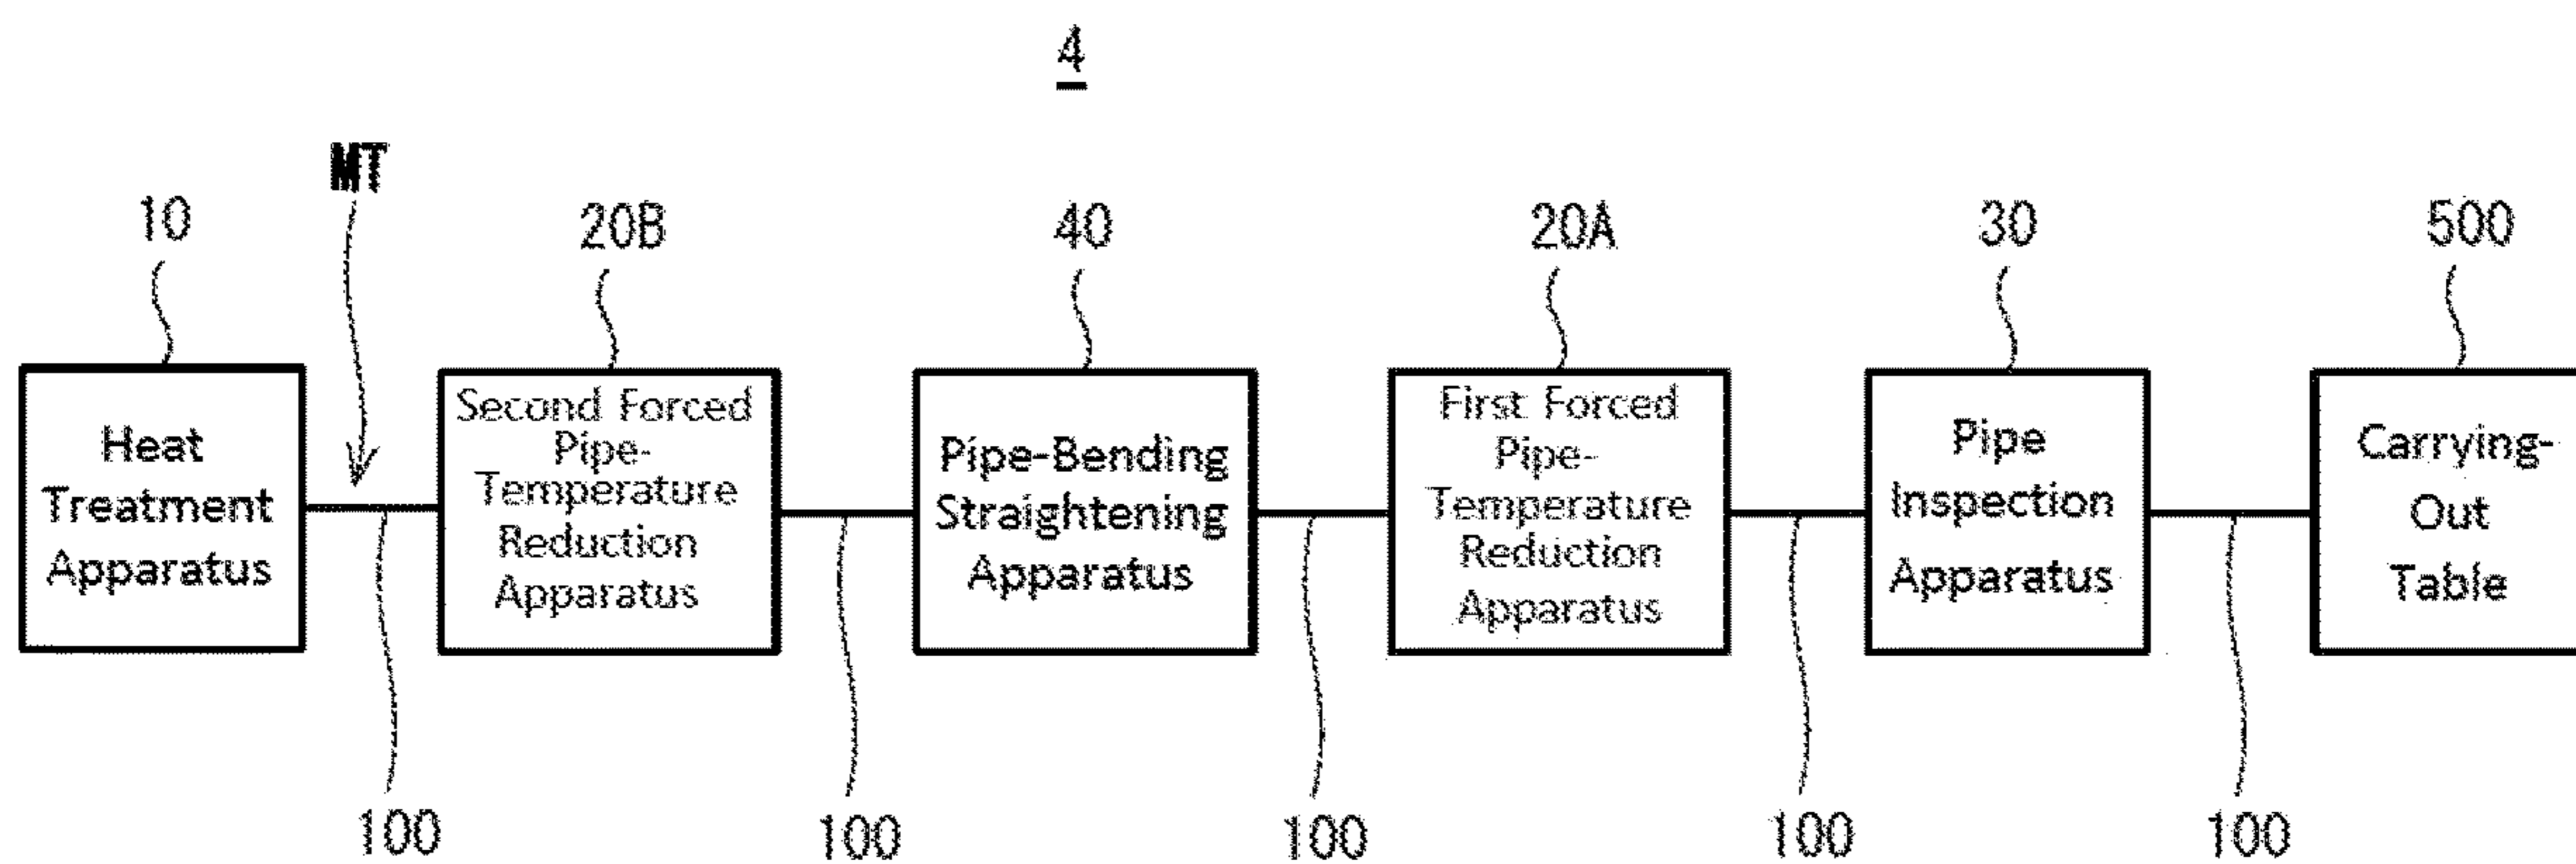 4
MT
10
20B
40
20A
30
500
Heat
Treatment
Apparatus
Second Forced
Pipe-
Temperature
Reduction
Apparatus
Pipe-Bending
Straightening
Apparatus
First Forced
Pipe-
Temperature
Reduction
Apparatus
Pipe
Inspection
Apparatus
Carrying-
Out
Table
100
100
100
100
100